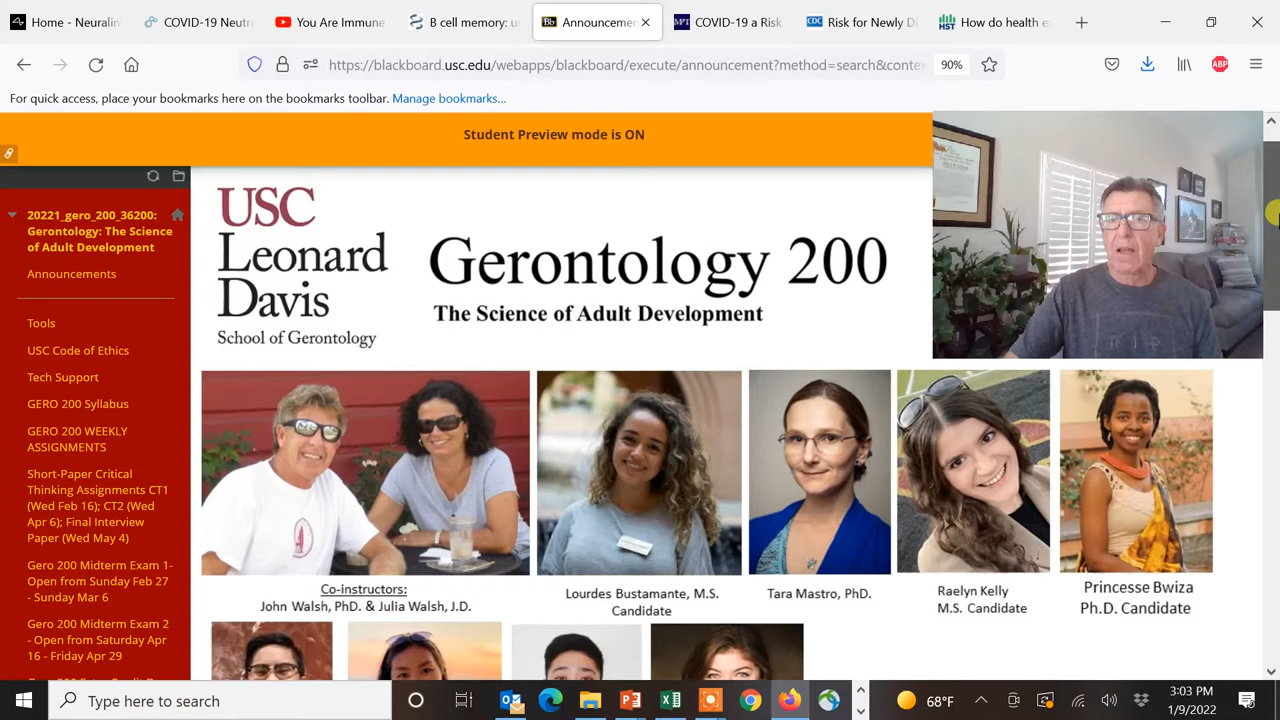 Home - Neuralin
COVID-19 Neutra
You Are Immune
B cell memory: u
Announcemen
COVID-19 a Risk
Risk for Newly Di
How do health e
https://blackboard.usc.edu/webapps/blackboard/execute/announcement?method=search&contex
90%
ABP
For quick access, place your bookmarks here on the bookmarks toolbar. Manage bookmarks...
Student Preview mode is ON
20221_gero_200_36200:
Gerontology: The Science
of Adult Development
Announcements
Tools
USC Code of Ethics
Tech Support
GERO 200 Syllabus
GERO 200 WEEKLY
ASSIGNMENTS
Short-Paper Critical
Thinking Assignments CT1
(Wed Feb 16); CT2 (Wed
Apr 6); Final Interview
Paper (Wed May 4)
Gero 200 Midterm Exam 1-
Open from Sunday Feb 27
- Sunday Mar 6
Gero 200 Midterm Exam 2
- Open from Saturday Apr
16 - Friday Apr 29
USC
Leonard
Davis
School of Gerontology
Gerontology 200
The Science of Adult Development
Co-instructors:
John Walsh, PhD. & Julia Walsh, J.D.
Lourdes Bustamante, M.S.
Candidate
Tara Mastro, PhD.
Raelyn Kelly
M.S. Candidate
Princesse Bwiza
Ph.D. Candidate
Type here to search
68°F
3:03 PM
1/9/2022